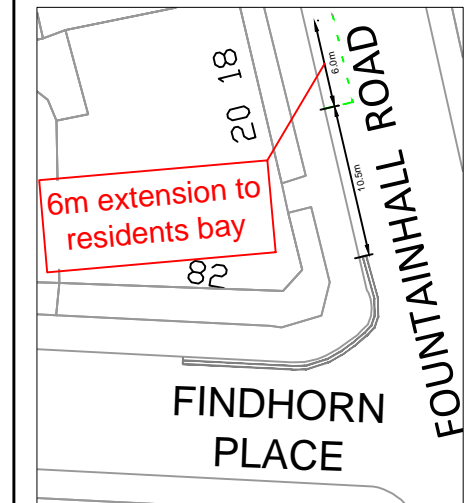 18
20
6.0m
FOUNTAINHALL ROAD
10.5m
6m extension to
residents bay
82
FINDHORN
PLACE